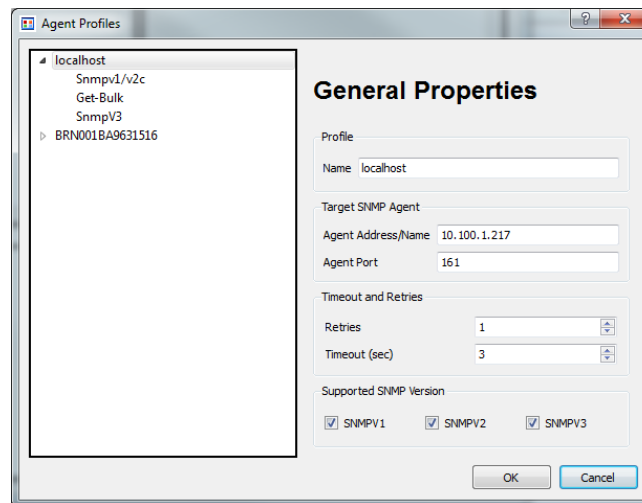 Agent Profiles
localhost
Snmpv1/v2c
Get-Bulk
SnmpV3
BRN001BA9631516
General Properties
Profile
Name localhost
Target SNMP Agent
Agent Address/Name 10.100.1.217
Agent Port 161
Timeout and Retries
Retries 1
Timeout (sec) 3
Supported SNMP Version
SNMPV1 SNMPV2 SNMPV3
OK Cancel